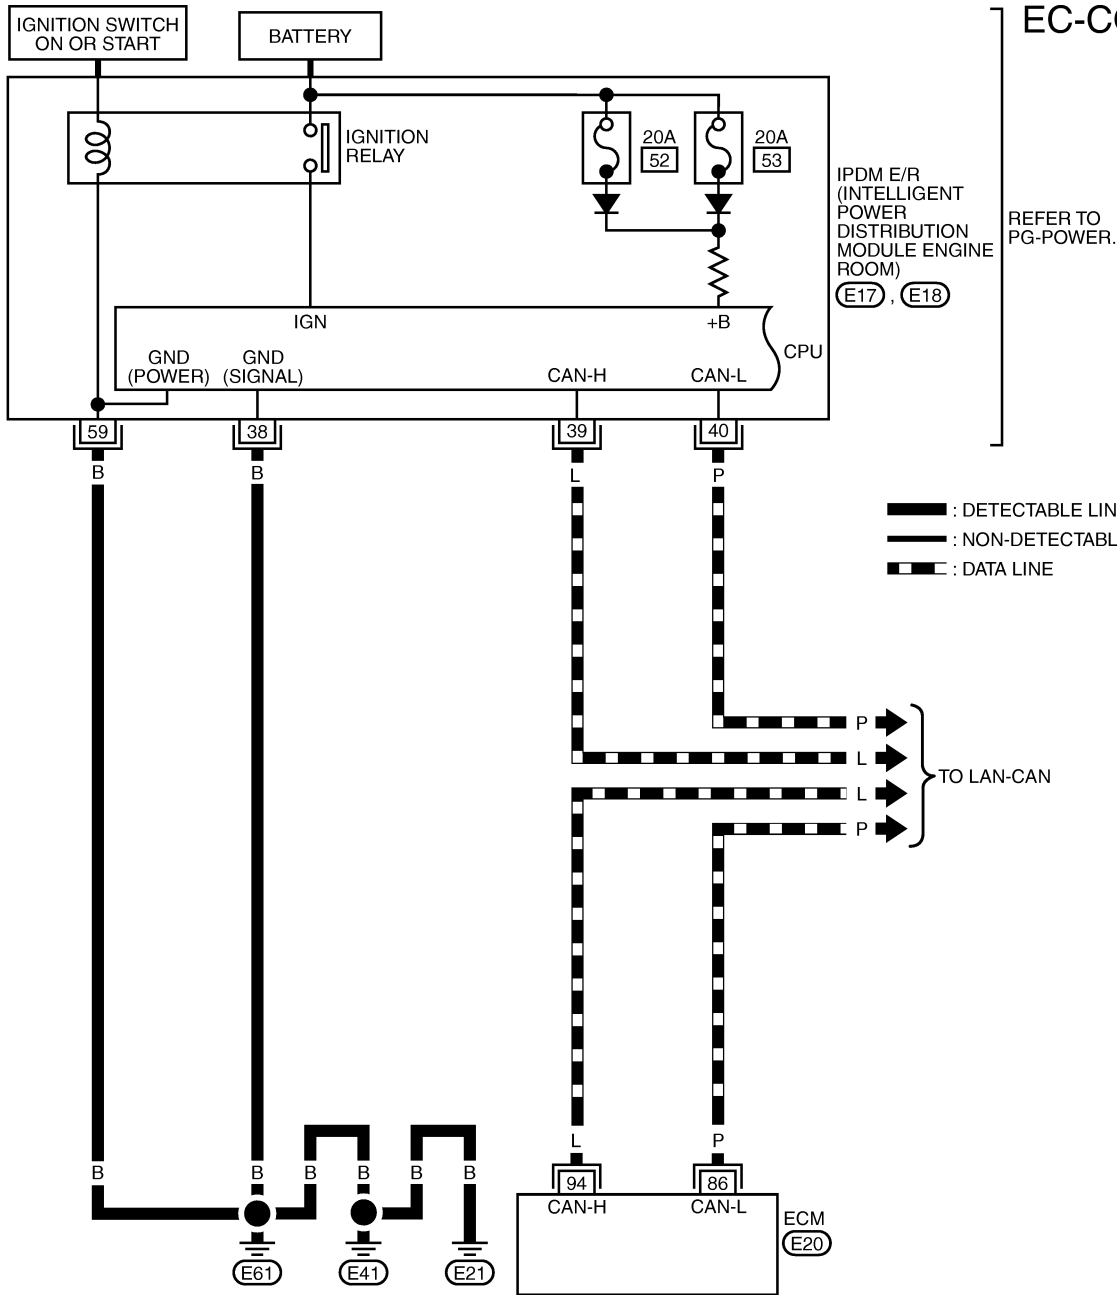 IGNITION SWITCH
ON OR START
BATTERY
EC-CO
IGNITION
RELAY
20A
52
20A
53
IPDM E/R
(INTELLIGENT
POWER
DISTRIBUTION
MODULE ENGINE
ROOM)
E17 , E18
REFER TO
PG-POWER.
IGN
+B
CPU
GND
(POWER)
GND
(SIGNAL)
CAN-H
CAN-L
59
38
39
40
B
B
L
P
: DETECTABLE LIN
: NON-DETECTABL
: DATA LINE
P
L
L
P
TO LAN-CAN
L
P
B
B
B
B
B
B
94
86
CAN-H
CAN-L
ECM
E20
E61
E41
E21